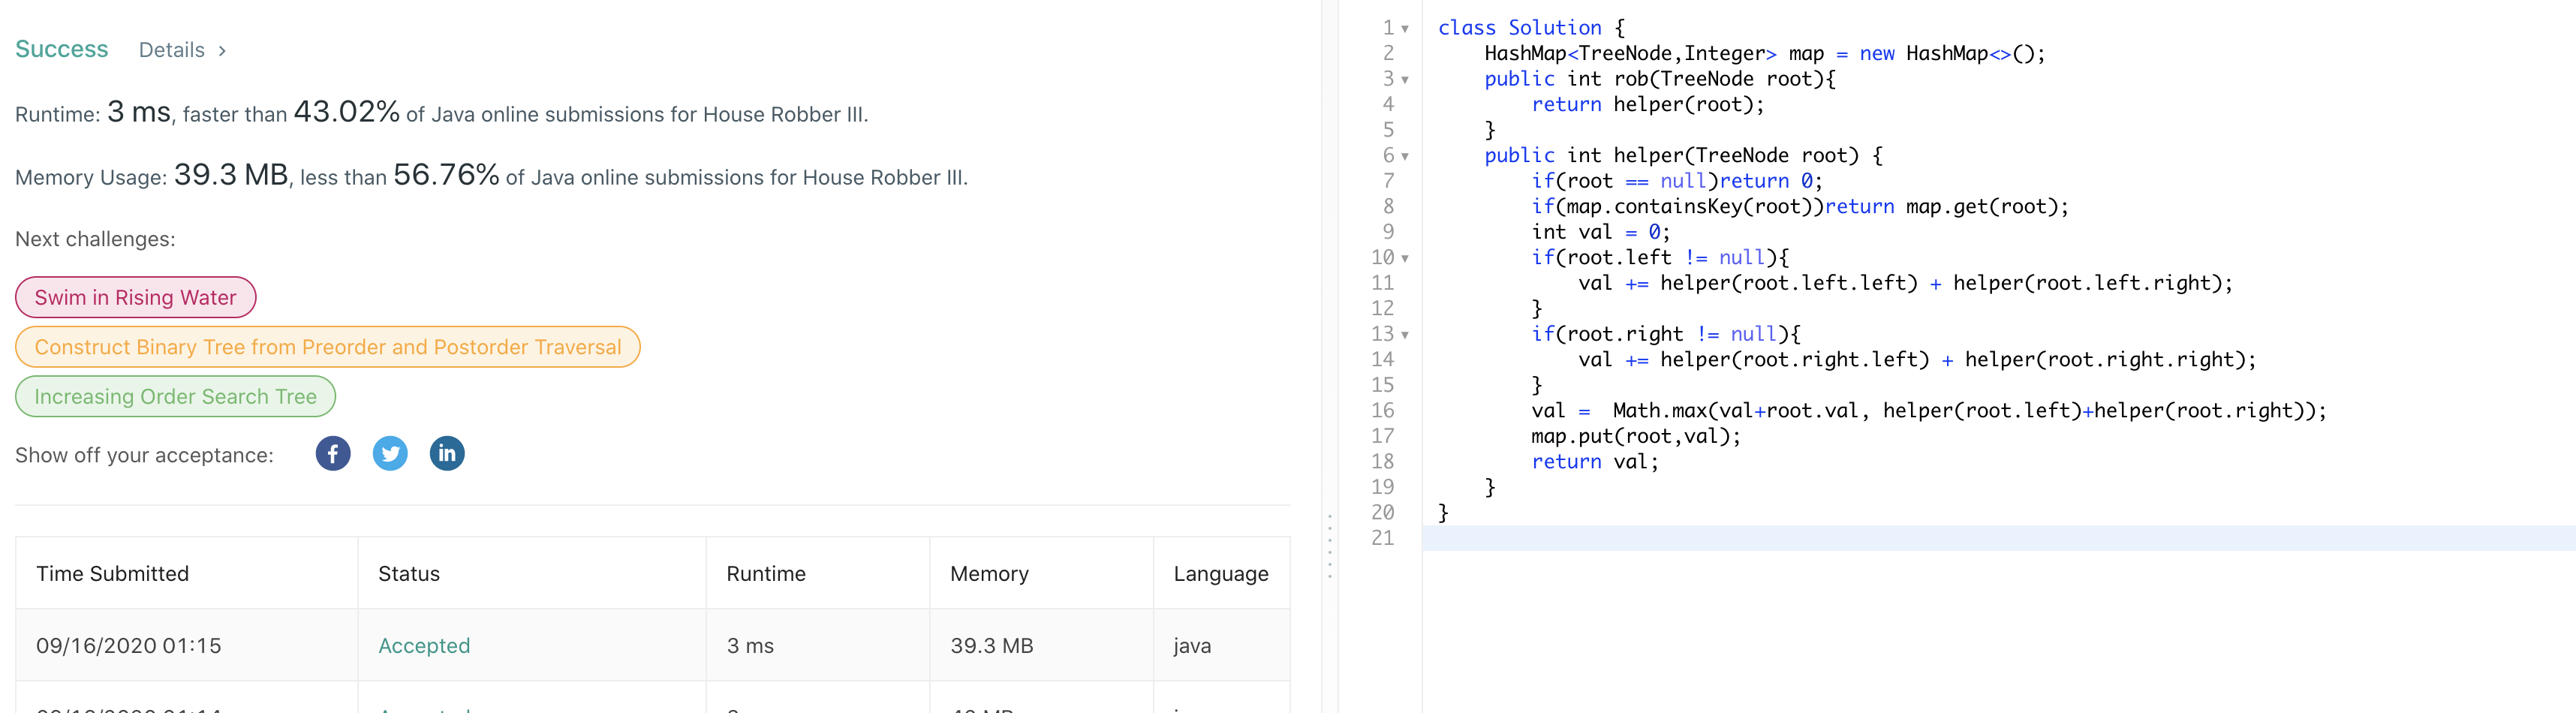 Success Details >
Runtime: 3 ms, faster than 43.02% of Java online submissions for House Robber III.
Memory Usage: 39.3 MB, less than 56.76% of Java online submissions for House Robber III.
Next challenges:
Swim in Rising Water
Construct Binary Tree from Preorder and Postorder Traversal
Increasing Order Search Tree
Show off your acceptance: f in
Time Submitted Status Runtime Memory Language
09/16/2020 01:15 Accepted 3 ms 39.3 MB java
1 class Solution {
2     HashMap<TreeNode,Integer> map = new HashMap<>();
3     public int rob(TreeNode root){
4         return helper(root);
5     }
6     public int helper(TreeNode root) {
7         if(root == null)return 0;
8         if(map.containsKey(root))return map.get(root);
9         int val = 0;
10         if(root.left != null){
11             val += helper(root.left.left) + helper(root.left.right);
12         }
13         if(root.right != null){
14             val += helper(root.right.left) + helper(root.right.right);
15         }
16         val =  Math.max(val+root.val, helper(root.left)+helper(root.right));
17         map.put(root,val);
18         return val;
19     }
20 }
21